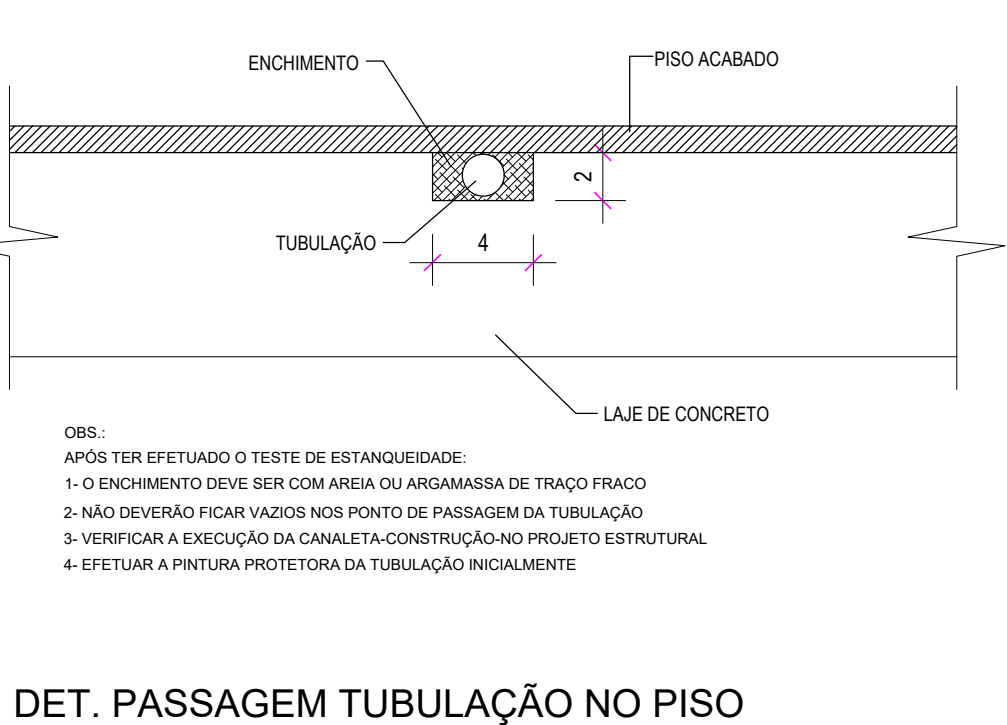 ENCHIMENTO
PISO ACABADO
2
TUBULAÇÃO
4
LAJE DE CONCRETO
OBS.:
APÓS TER EFETUADO O TESTE DE ESTANQUEIDADE:
1- O ENCHIMENTO DEVE SER COM AREIA OU ARGAMASSA DE TRAÇO FRACO
2- NÃO DEVERÃO FICAR VAZIOS NOS PONTO DE PASSAGEM DA TUBULAÇÃO
3- VERIFICAR A EXECUÇÃO DA CANALETA-CONSTRUÇÃO-NO PROJETO ESTRUTURAL
4- EFETUAR A PINTURA PROTETORA DA TUBULAÇÃO INICIALMENTE
DET. PASSAGEM TUBULAÇÃO NO PISO